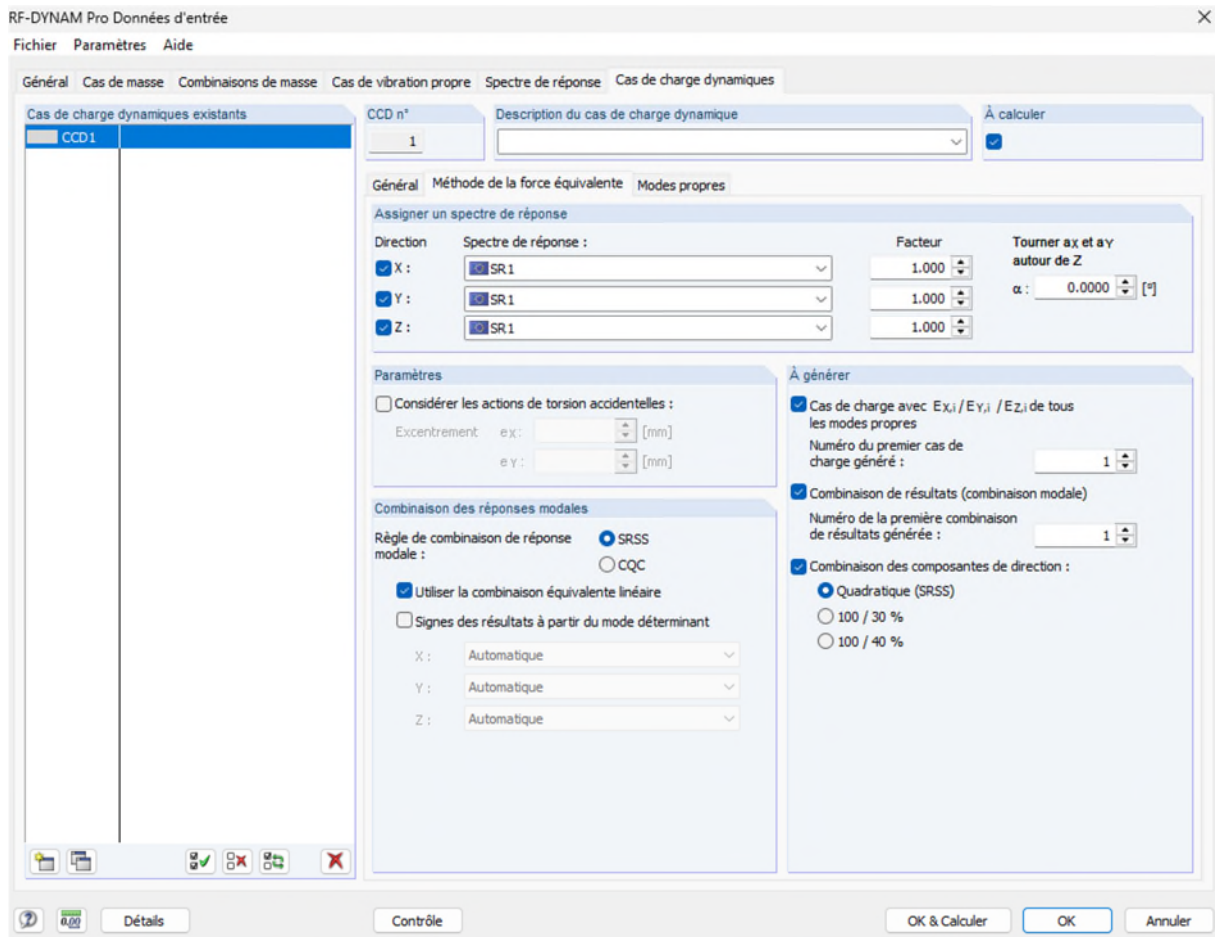 RF-DYNAM Pro Données d'entrée
Fichier Paramètres Aide
Général Cas de masse Combinaisons de masse Cas de vibration propre Spectre de réponse Cas de charge dynamiques
Cas de charge dynamiques existants
CCD1
CCD n°
1
Description du cas de charge dynamique
À calculer
Général Méthode de la force équivalente Modes propres
Assigner un spectre de réponse
Direction Spectre de réponse : Facteur Tourner aX et aY
autour de Z
X : SR1 1.000
α : 0.0000 [°]
Y : SR1 1.000
Z : SR1 1.000
Paramètres
Considérer les actions de torsion accidentelles :
Excentrement eX : [mm]
eY : [mm]
Combinaison des réponses modales
Règle de combinaison de réponse
modale :
SRSS
CQC
Utiliser la combinaison équivalente linéaire
Signes des résultats à partir du mode déterminant
X : Automatique
Y : Automatique
Z : Automatique
À générer
Cas de charge avec EX,i / EY,i / EZ,i de tous
les modes propres
Numéro du premier cas de
charge généré : 1
Combinaison de résultats (combinaison modale)
Numéro de la première combinaison
de résultats générée : 1
Combinaison des composantes de direction :
Quadratique (SRSS)
100 / 30 %
100 / 40 %
0.00 Détails Contrôle OK & Calculer OK Annuler